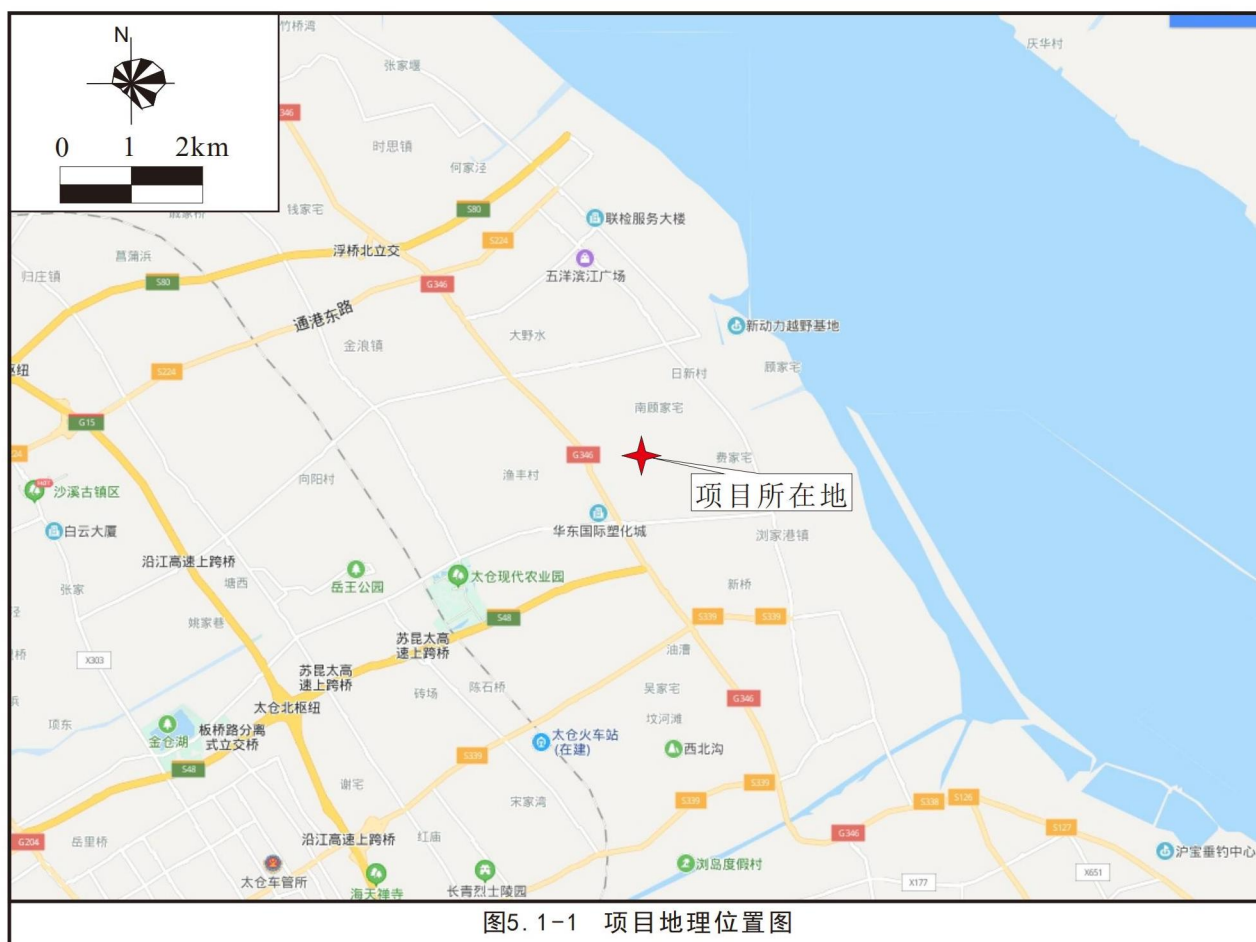 竹桥湾
庆华村
N
张家堰
G346
0 1 2km
时思镇
何家泾
钱家宅
S80
联检服务大楼
浮桥北立交
S224
菖蒲浜
五洋滨江广场
归庄镇
S80
G346
通港东路
新动力越野基地
大野水
金浪镇
顾家宅
S224
日新村
南顾家宅
G15
G346
费家宅
渔丰村
向阳村
沙溪古镇区
项目所在地
白云大厦
华东国际塑化城
刘家港镇
沿江高速上跨桥
太仓现代农业园
塘西
岳王公园
新桥
张家
S48
S339
S339
姚家巷
苏昆太高
速上跨桥
油漕
X303
苏昆太高
速上跨桥
陈石桥
吴家宅
砖场
G346
太仓北枢纽
坟河滩
项东
板桥路分离
式立交桥
太仓火车站
(在建)
金仓湖
西北沟
S339
S48
谢宅
S339
S339
宋家湾
S338
S126
S127
G204
岳里桥
沿江高速上跨桥
红庙
G346
沪宝垂钓中心
太仓车管所
浏岛度假村
海天禅寺
长青烈士陵园
X177
X651
图5.1-1 项目地理位置图